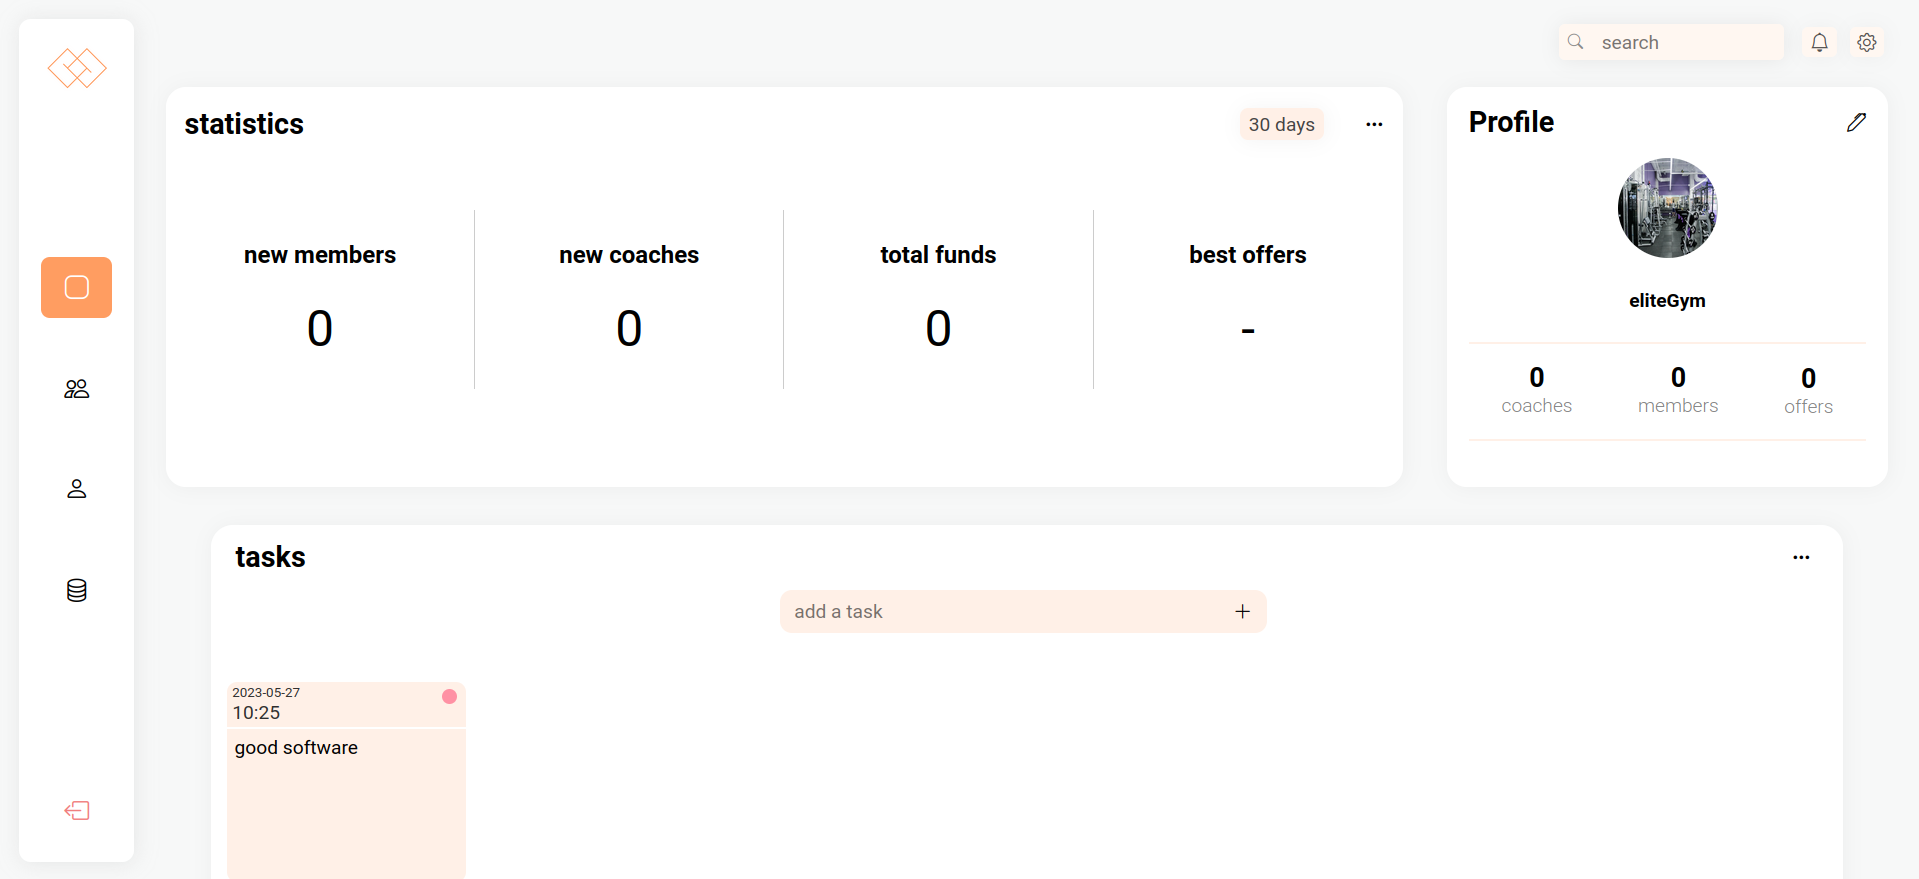 search
statistics
30 days
new members
new coaches
total funds
best offers
0
0
0
-
Profile
eliteGym
0
0
0
coaches
members
offers
tasks
add a task
2023-05-27
10:25
good software